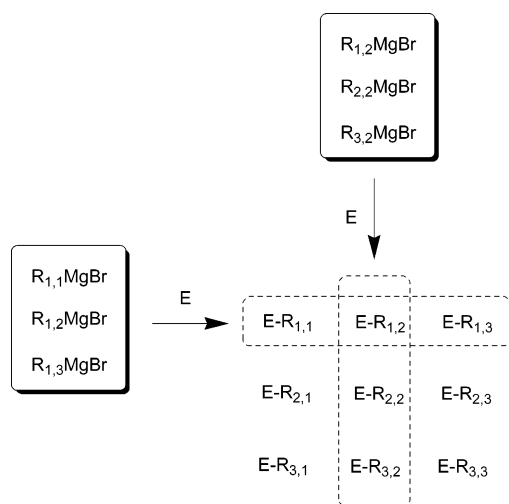 R1,2MgBr
R2,2MgBr
R3,2MgBr
E
R1,1MgBr
R1,2MgBr
R1,3MgBr
E
E-R1,1 E-R1,2 E-R1,3
E-R2,1 E-R2,2 E-R2,3
E-R3,1 E-R3,2 E-R3,3